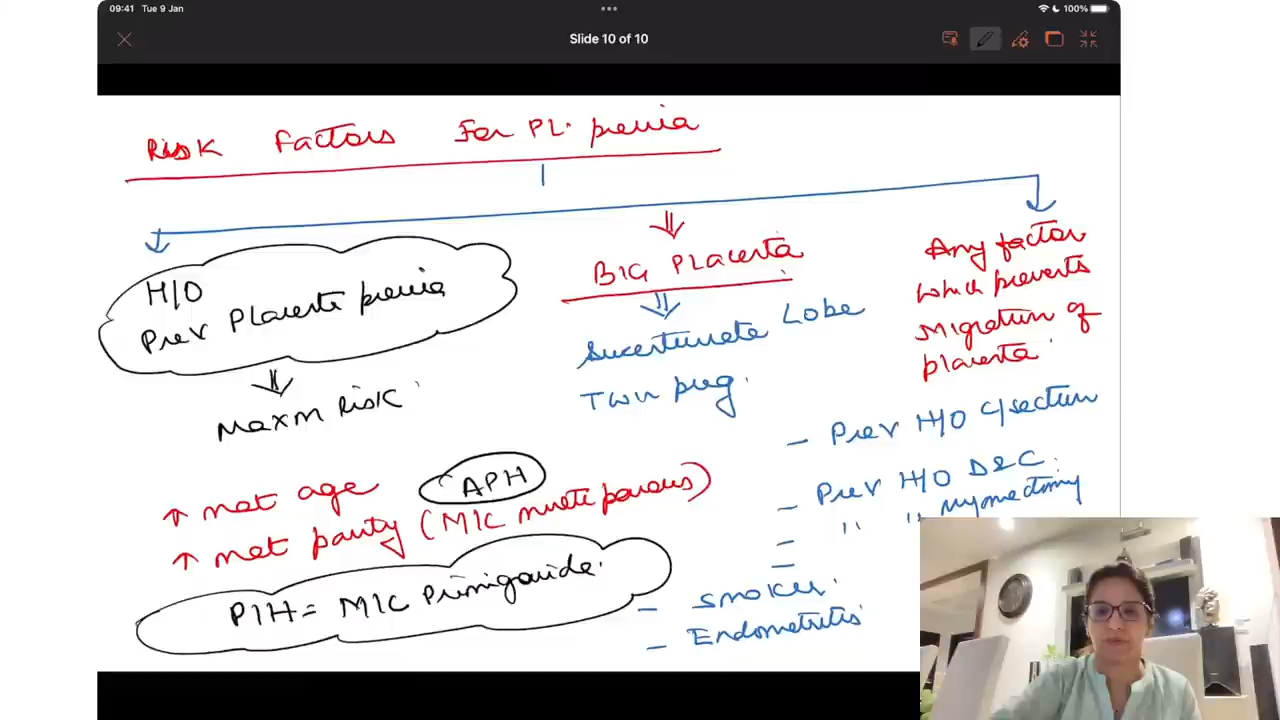 09:41 Tue 9 Jan
100%
Slide 10 of 10
Risk Factors For PL. previa
H/O
Prev Placenta previa
Maxm Risk
BIG PLacenta
Succenturiate Lobe
Twin preg.
Any factor
which prevents
Migration of
placenta
- Prev H/O C/section
- Prev H/O D&C
- " " Myomectomy
↑ mat age
APH
↑ mat parity (M/C multiparous)
PIH = M/C Primigravida
- smoker
- Endometritis